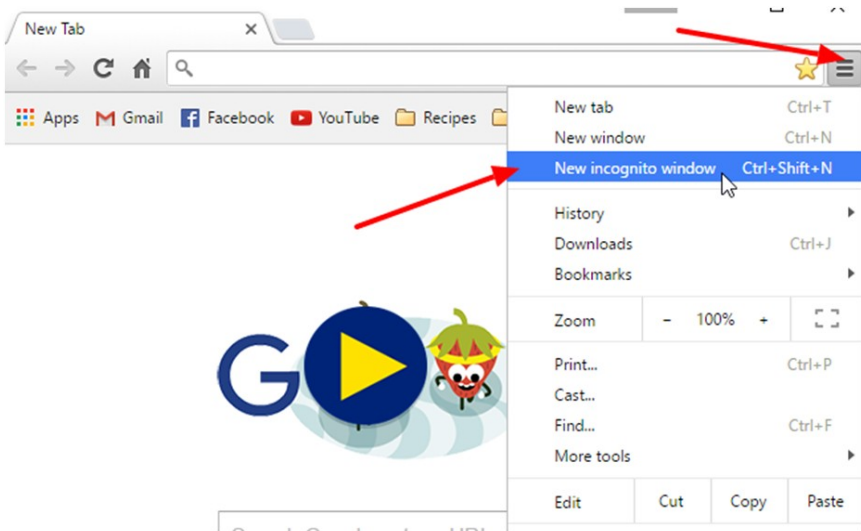 New Tab
Apps Gmail Facebook YouTube Recipes
New tab Ctrl+T
New window Ctrl+N
New incognito window Ctrl+Shift+N
History
Downloads Ctrl+J
Bookmarks
Zoom - 100% +
Print... Ctrl+P
Cast...
Find... Ctrl+F
More tools
Edit Cut Copy Paste
G